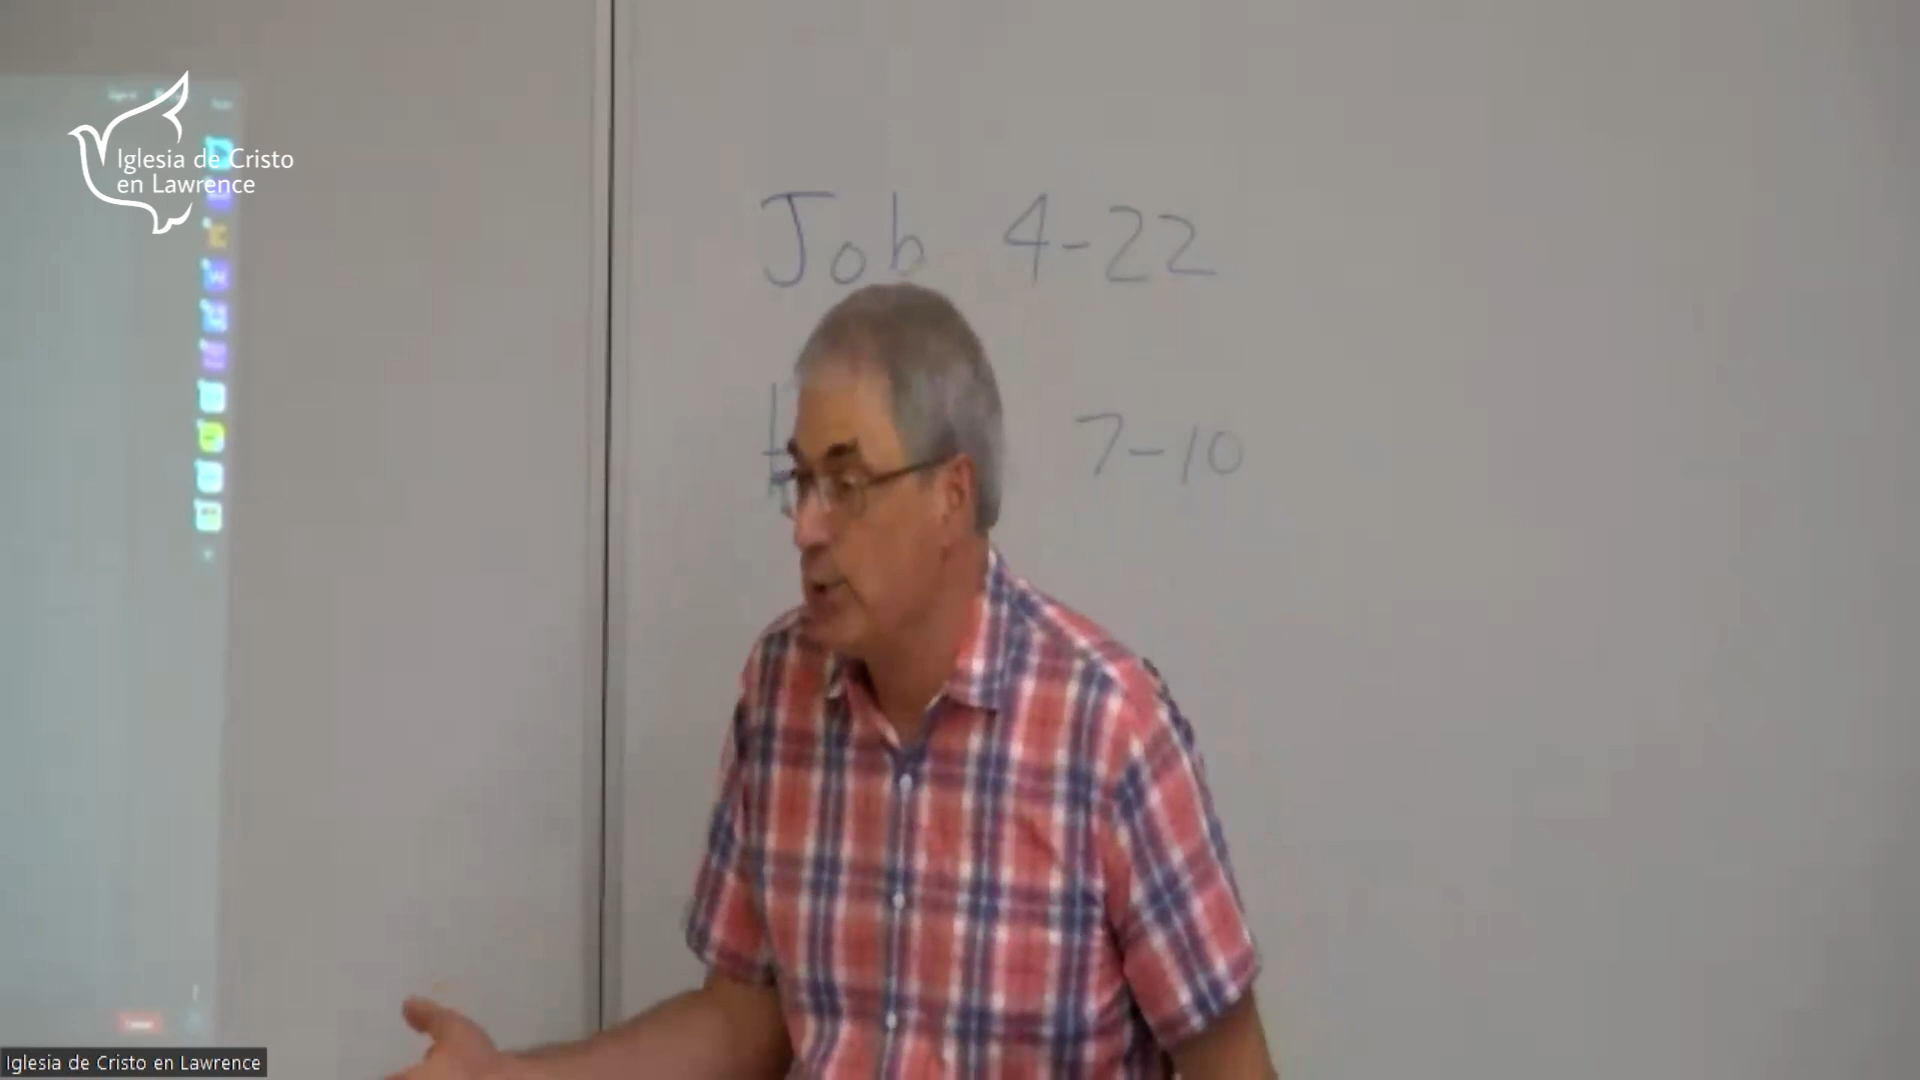 Iglesia de Cristo
en Lawrence
Job 4-22
7-10
Iglesia de Cristo en Lawrence